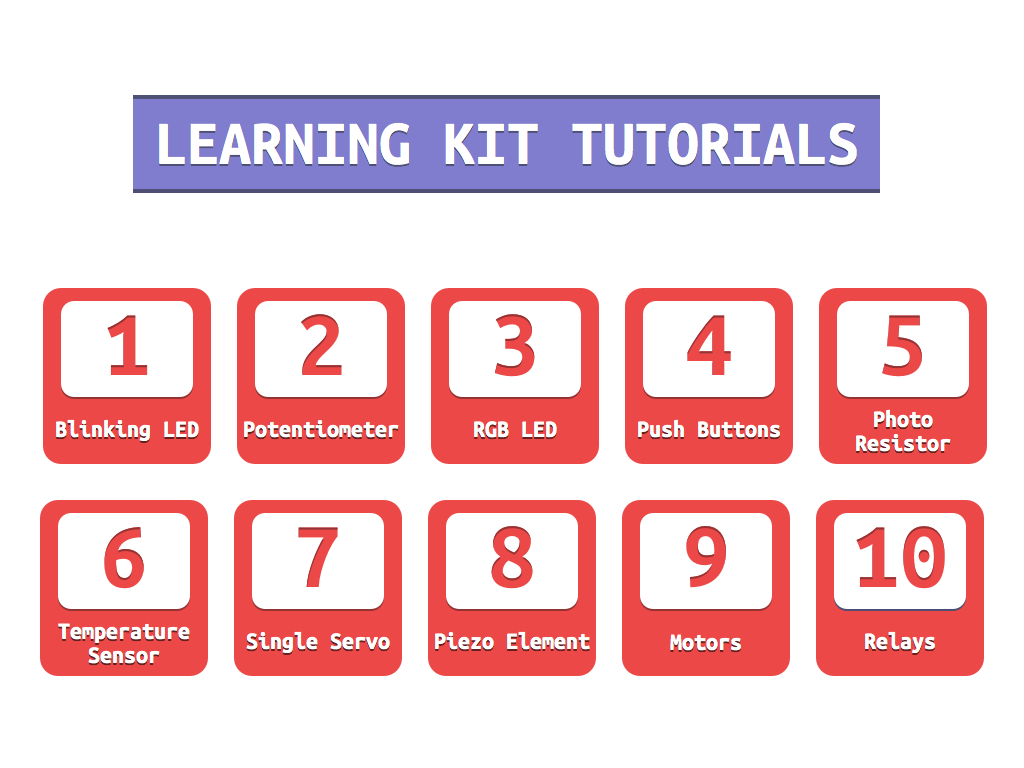 LEARNING KIT TUTORIALS
1
Blinking LED
2
Potentiometer
3
RGB LED
4
Push Buttons
5
Photo
Resistor
6
Temperature
Sensor
7
Single Servo
8
Piezo Element
9
Motors
10
Relays